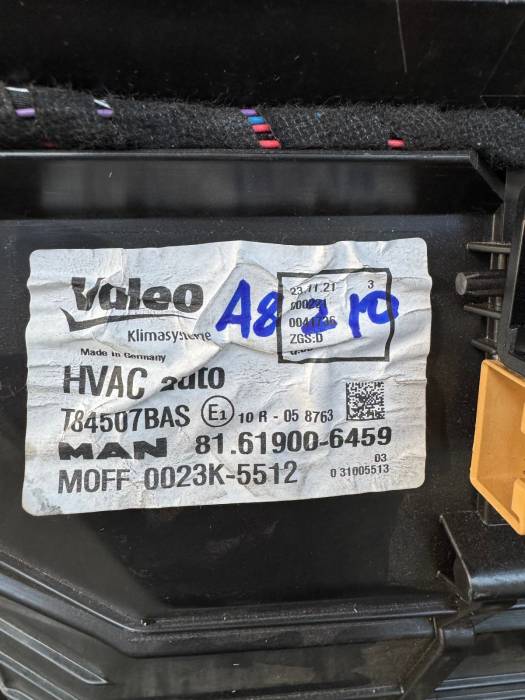 Valeo
Klimasysteme
Made in Germany
23.11.21 3
0041736
ZGS:D
A8
HVAC auto
T84507BAS E1 10 R - 05 8763
MAN 81.61900-6459
MOFF 0023K-5512
03
0 31005513